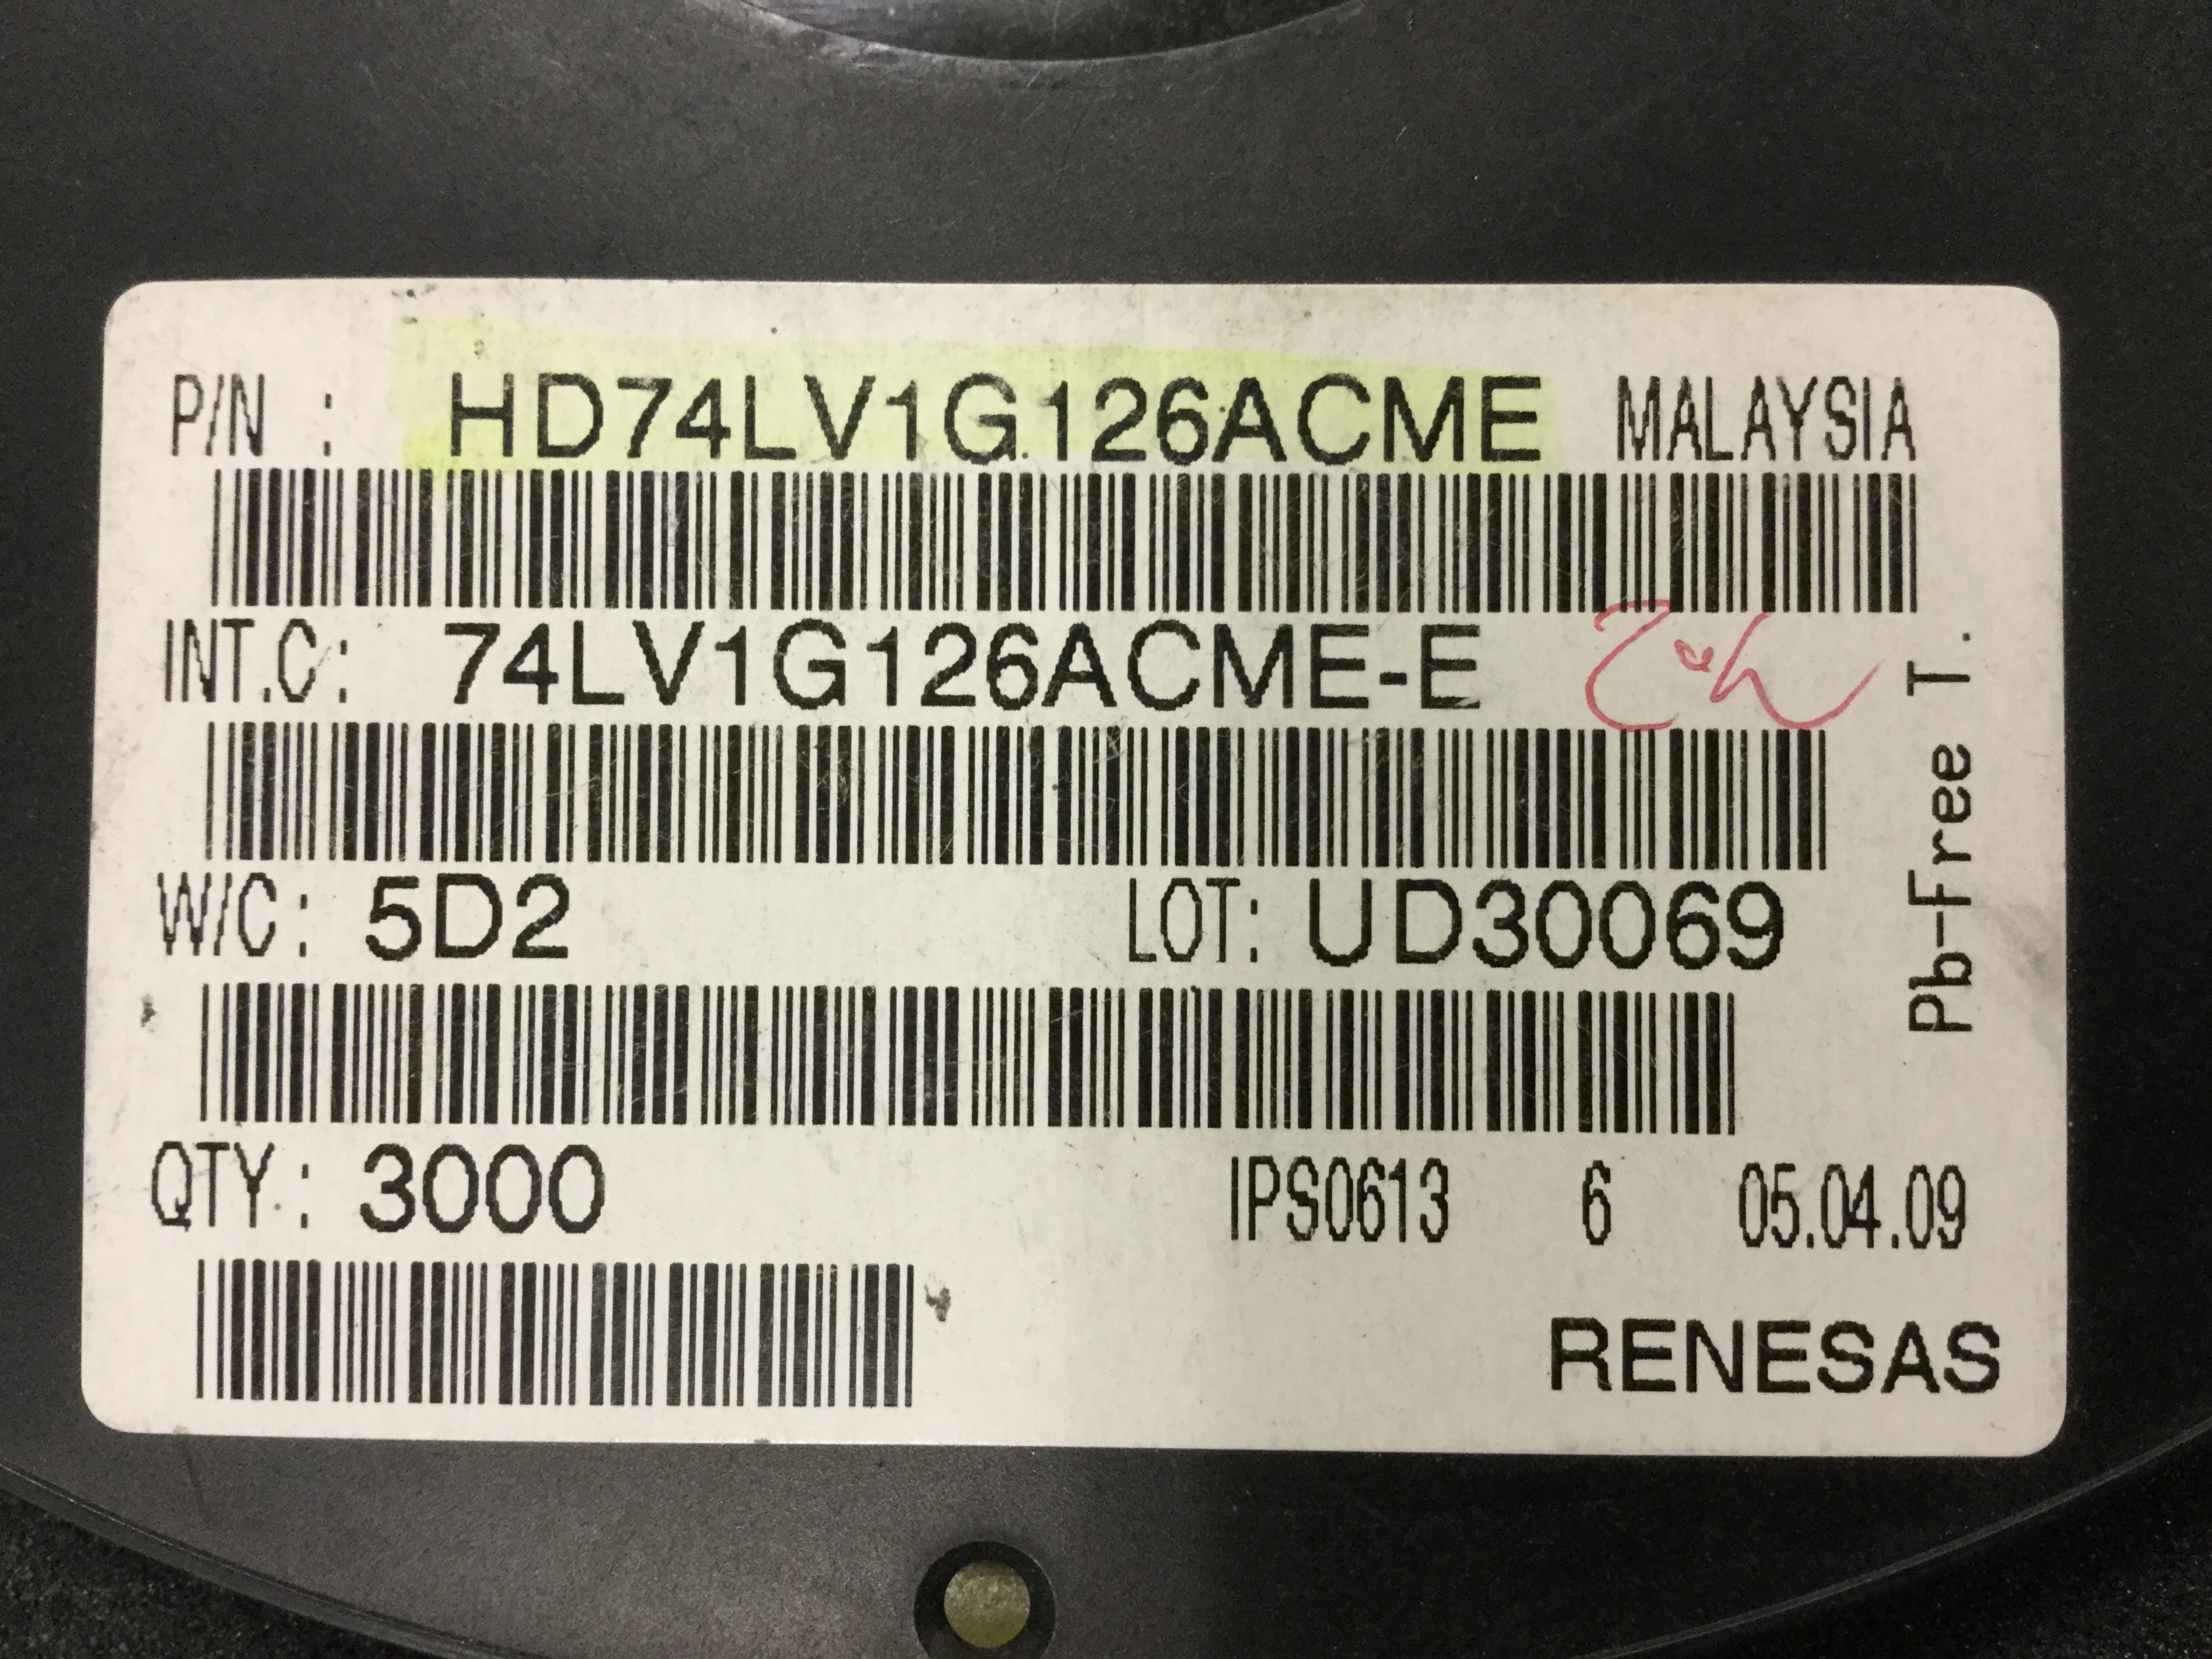 P/N : HD74LV1G126ACME MALAYSIA
INT.C: 74LV1G126ACME-E
W/C: 5D2 LOT: UD30069
QTY: 3000 IPS0613 6 05.04.09
RENESAS
Pb-Free T.